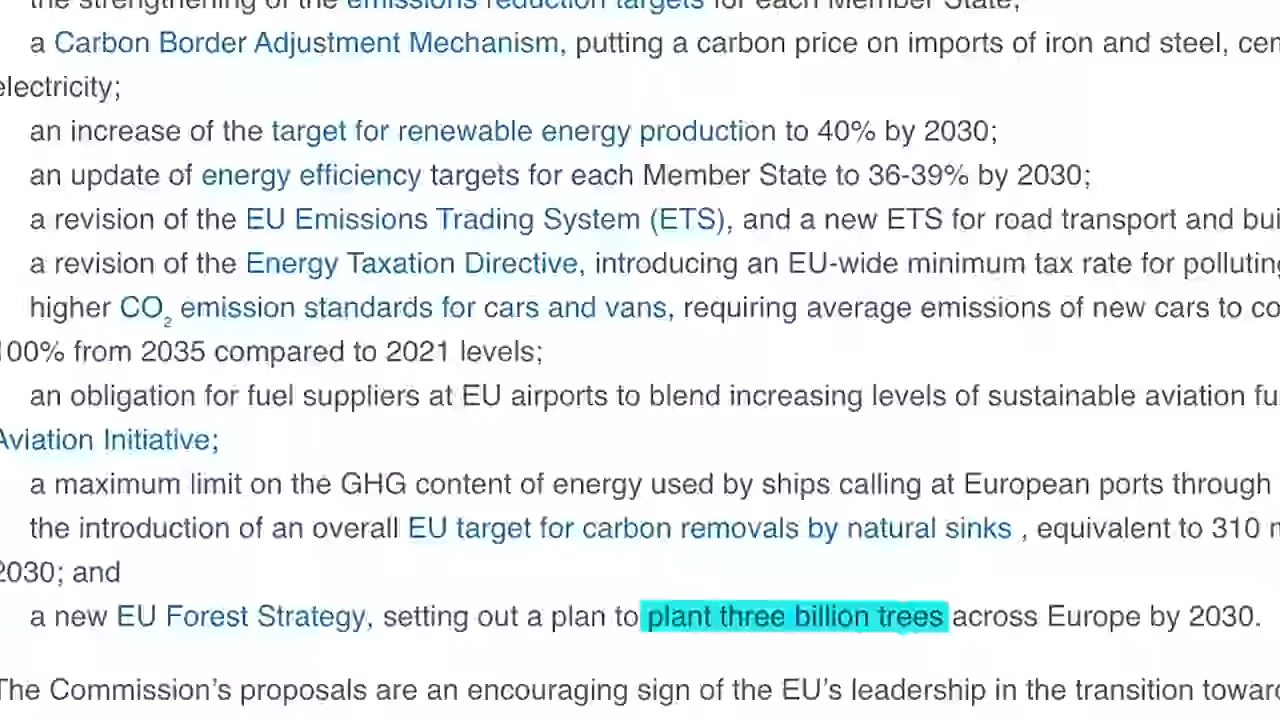 the strengthening of the emissions reduction targets for each Member State;
a Carbon Border Adjustment Mechanism, putting a carbon price on imports of iron and steel, cem
electricity;
an increase of the target for renewable energy production to 40% by 2030;
an update of energy efficiency targets for each Member State to 36-39% by 2030;
a revision of the EU Emissions Trading System (ETS), and a new ETS for road transport and bui
a revision of the Energy Taxation Directive, introducing an EU-wide minimum tax rate for polluting
higher CO₂ emission standards for cars and vans, requiring average emissions of new cars to co
100% from 2035 compared to 2021 levels;
an obligation for fuel suppliers at EU airports to blend increasing levels of sustainable aviation fu
Aviation Initiative;
a maximum limit on the GHG content of energy used by ships calling at European ports through
the introduction of an overall EU target for carbon removals by natural sinks , equivalent to 310 m
2030; and
a new EU Forest Strategy, setting out a plan to plant three billion trees across Europe by 2030.
The Commission's proposals are an encouraging sign of the EU's leadership in the transition toward